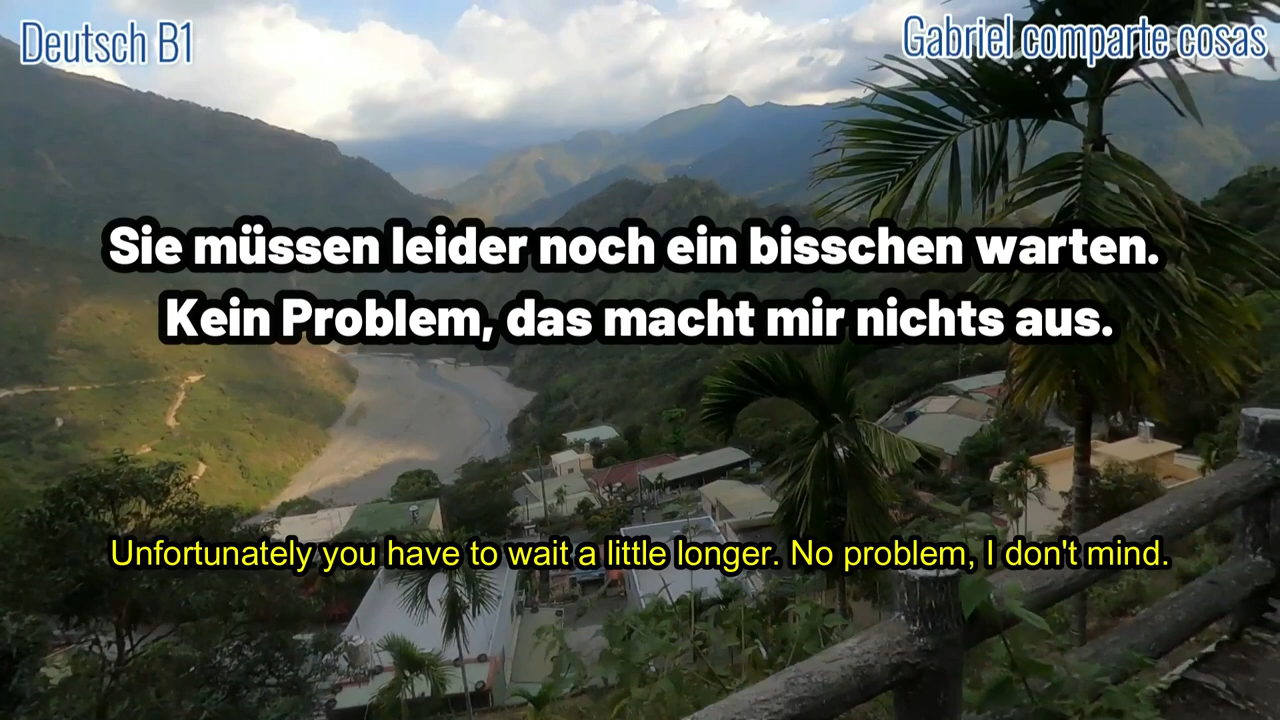 Deutsch B1
Gabriel comparte cosas
Sie müssen leider noch ein bisschen warten.
Kein Problem, das macht mir nichts aus.
Unfortunately you have to wait a little longer. No problem, I don't mind.